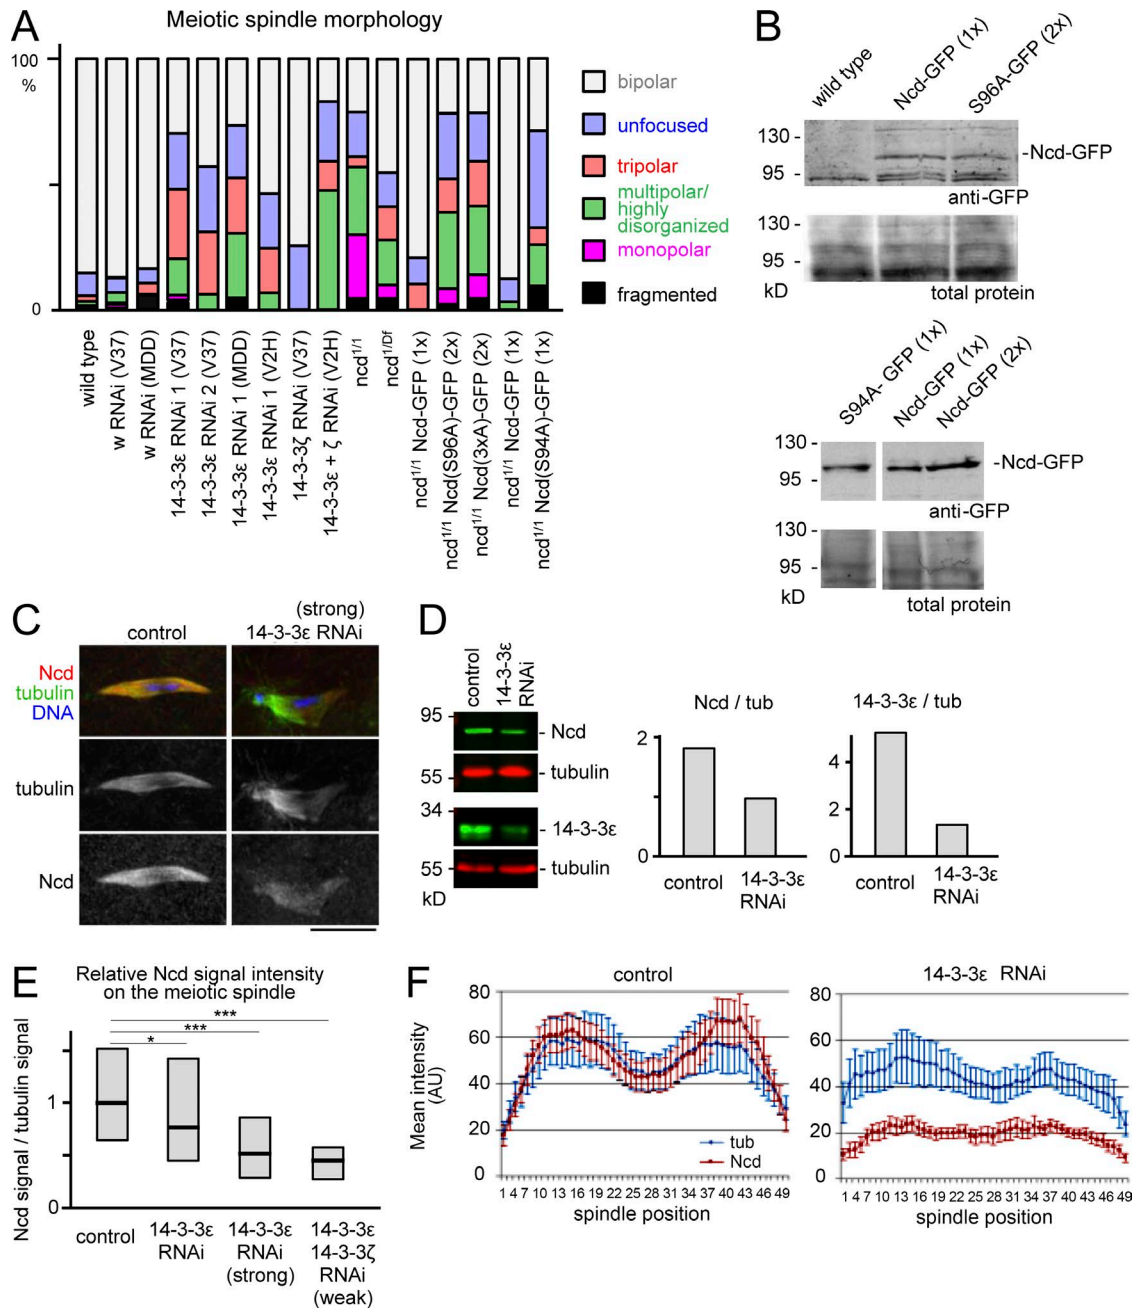 A
Meiotic spindle morphology
100
%
0
bipolar
unfocused
tripolar
multipolar/
highly
disorganized
monopolar
fragmented
wild type
w RNAi (V37)
w RNAi (MDD)
14-3-3ε RNAi 1 (V37)
14-3-3ε RNAi 2 (V37)
14-3-3ε RNAi 1 (MDD)
14-3-3ε RNAi 1 (V2H)
14-3-3ζ RNAi (V37)
14-3-3ε + ζ RNAi (V2H)
ncd1/1
ncd1/Df
ncd1/1 Ncd-GFP (1x)
ncd1/1 Ncd(S96A)-GFP (2x)
ncd1/1 Ncd(3xA)-GFP (2x)
ncd1/1 Ncd-GFP (1x)
ncd1/1 Ncd(S94A)-GFP (1x)
B
wild type
Ncd-GFP (1x)
S96A-GFP (2x)
130 -
95 -
-Ncd-GFP
anti-GFP
130 -
95 -
kD
total protein
S94A- GFP (1x)
Ncd-GFP (1x)
Ncd-GFP (2x)
130 -
95 -
-Ncd-GFP
anti-GFP
130 -
95 -
kD
total protein
C
control
(strong)
14-3-3ε RNAi
Ncd
tubulin
DNA
tubulin
Ncd
D
control
14-3-3ε
RNAi
95 -
- Ncd
55 -
- tubulin
34 -
- 14-3-3ε
55 -
- tubulin
kD
Ncd / tub
2
0
control
14-3-3ε
RNAi
14-3-3ε / tub
4
2
0
control
14-3-3ε
RNAi
E
Relative Ncd signal intensity
on the meiotic spindle
Ncd signal / tubulin signal
***
***
*
1
0
control
14-3-3ε
RNAi
14-3-3ε
RNAi
(strong)
14-3-3ε
14-3-3ζ
RNAi
(weak)
F
control
Mean intensity
(AU)
80
60
40
20
0
tub
Ncd
1 4 7 10 13 16 19 22 25 28 31 34 37 40 43 46 49
spindle position
14-3-3ε RNAi
80
60
40
20
0
1 4 7 10 13 16 19 22 25 28 31 34 37 40 43 46 49
spindle position